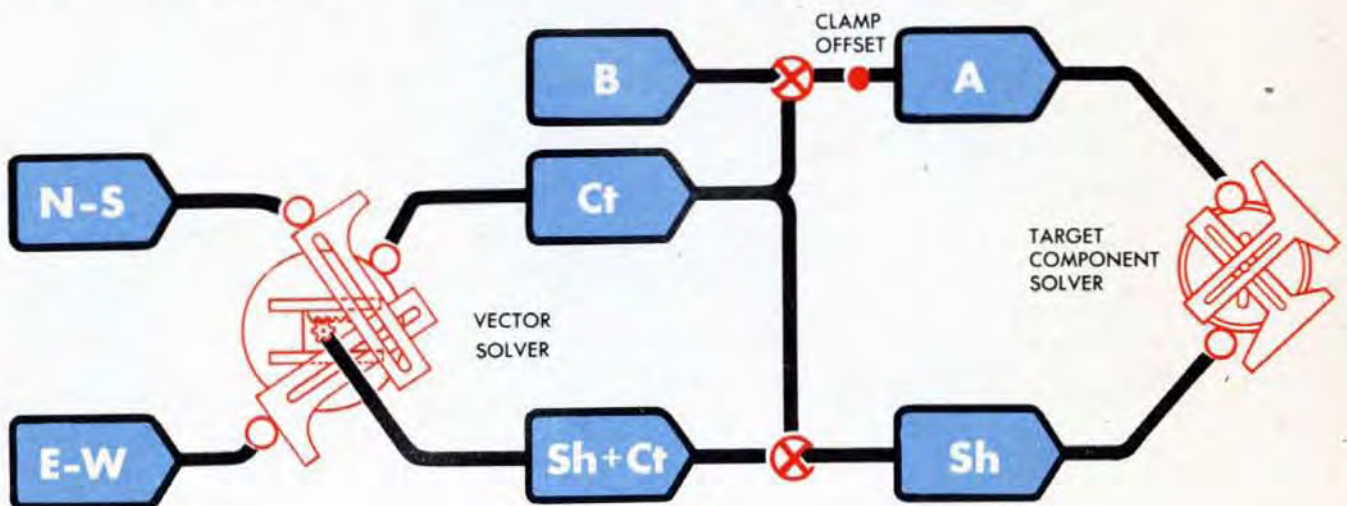 CLAMP
OFFSET
B
A
N-S
Ct
TARGET
COMPONENT
SOLVER
VECTOR
SOLVER
E-W
Sh+Ct
Sh